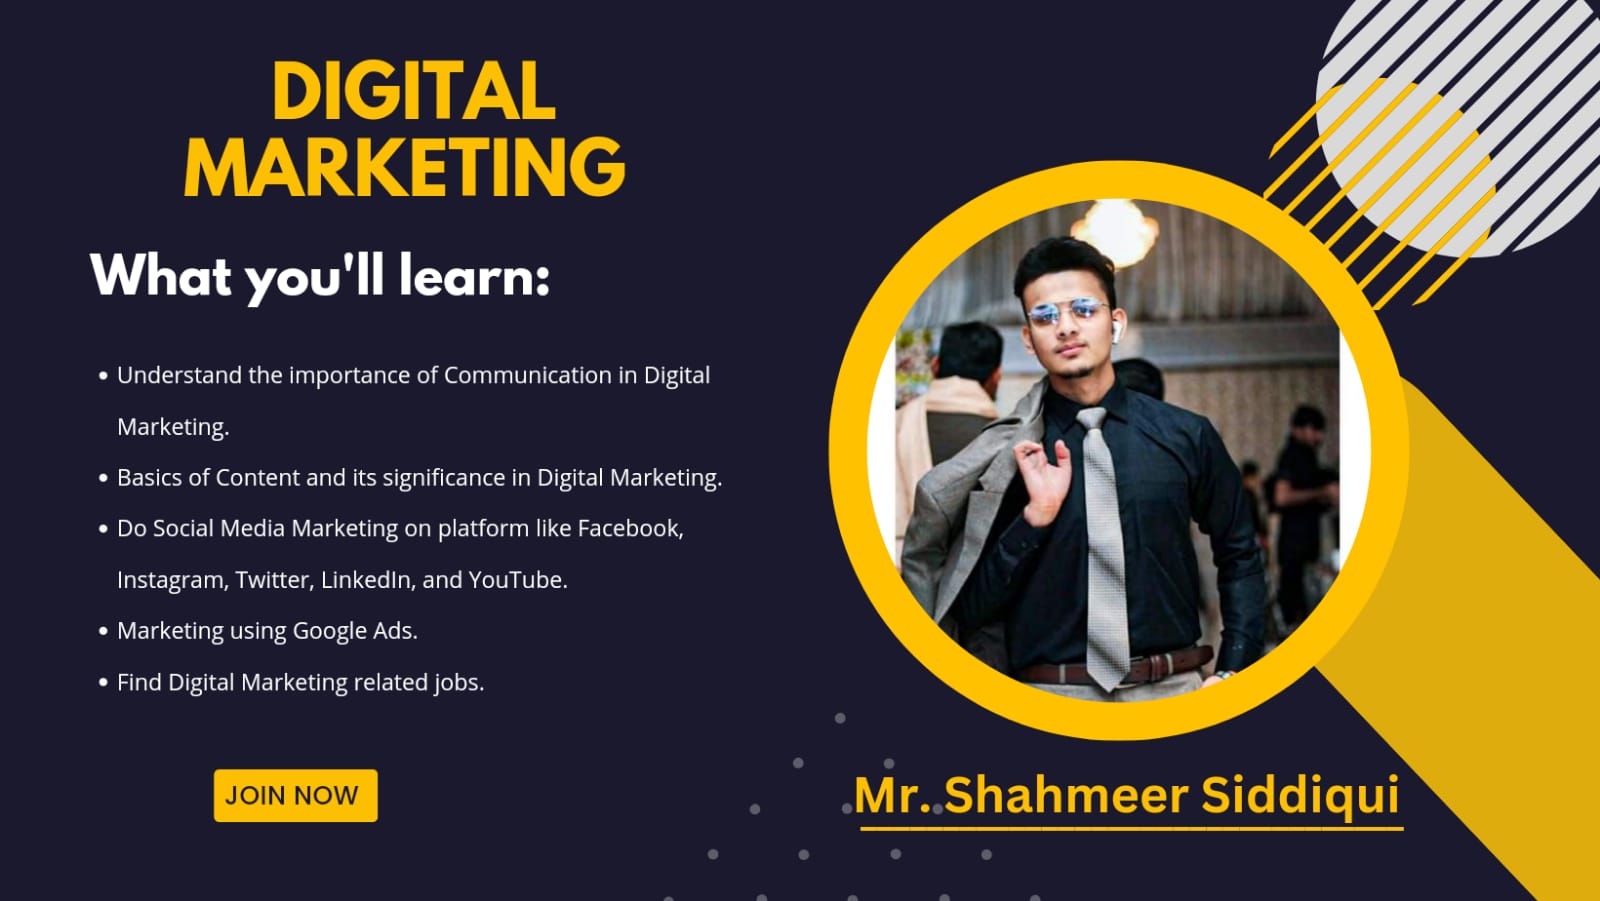 DIGITAL
MARKETING
What you'll learn:
• Understand the importance of Communication in Digital
Marketing.
• Basics of Content and its significance in Digital Marketing.
• Do Social Media Marketing on platform like Facebook,
Instagram, Twitter, LinkedIn, and YouTube.
• Marketing using Google Ads.
• Find Digital Marketing related jobs.
JOIN NOW
Mr. Shahmeer Siddiqui